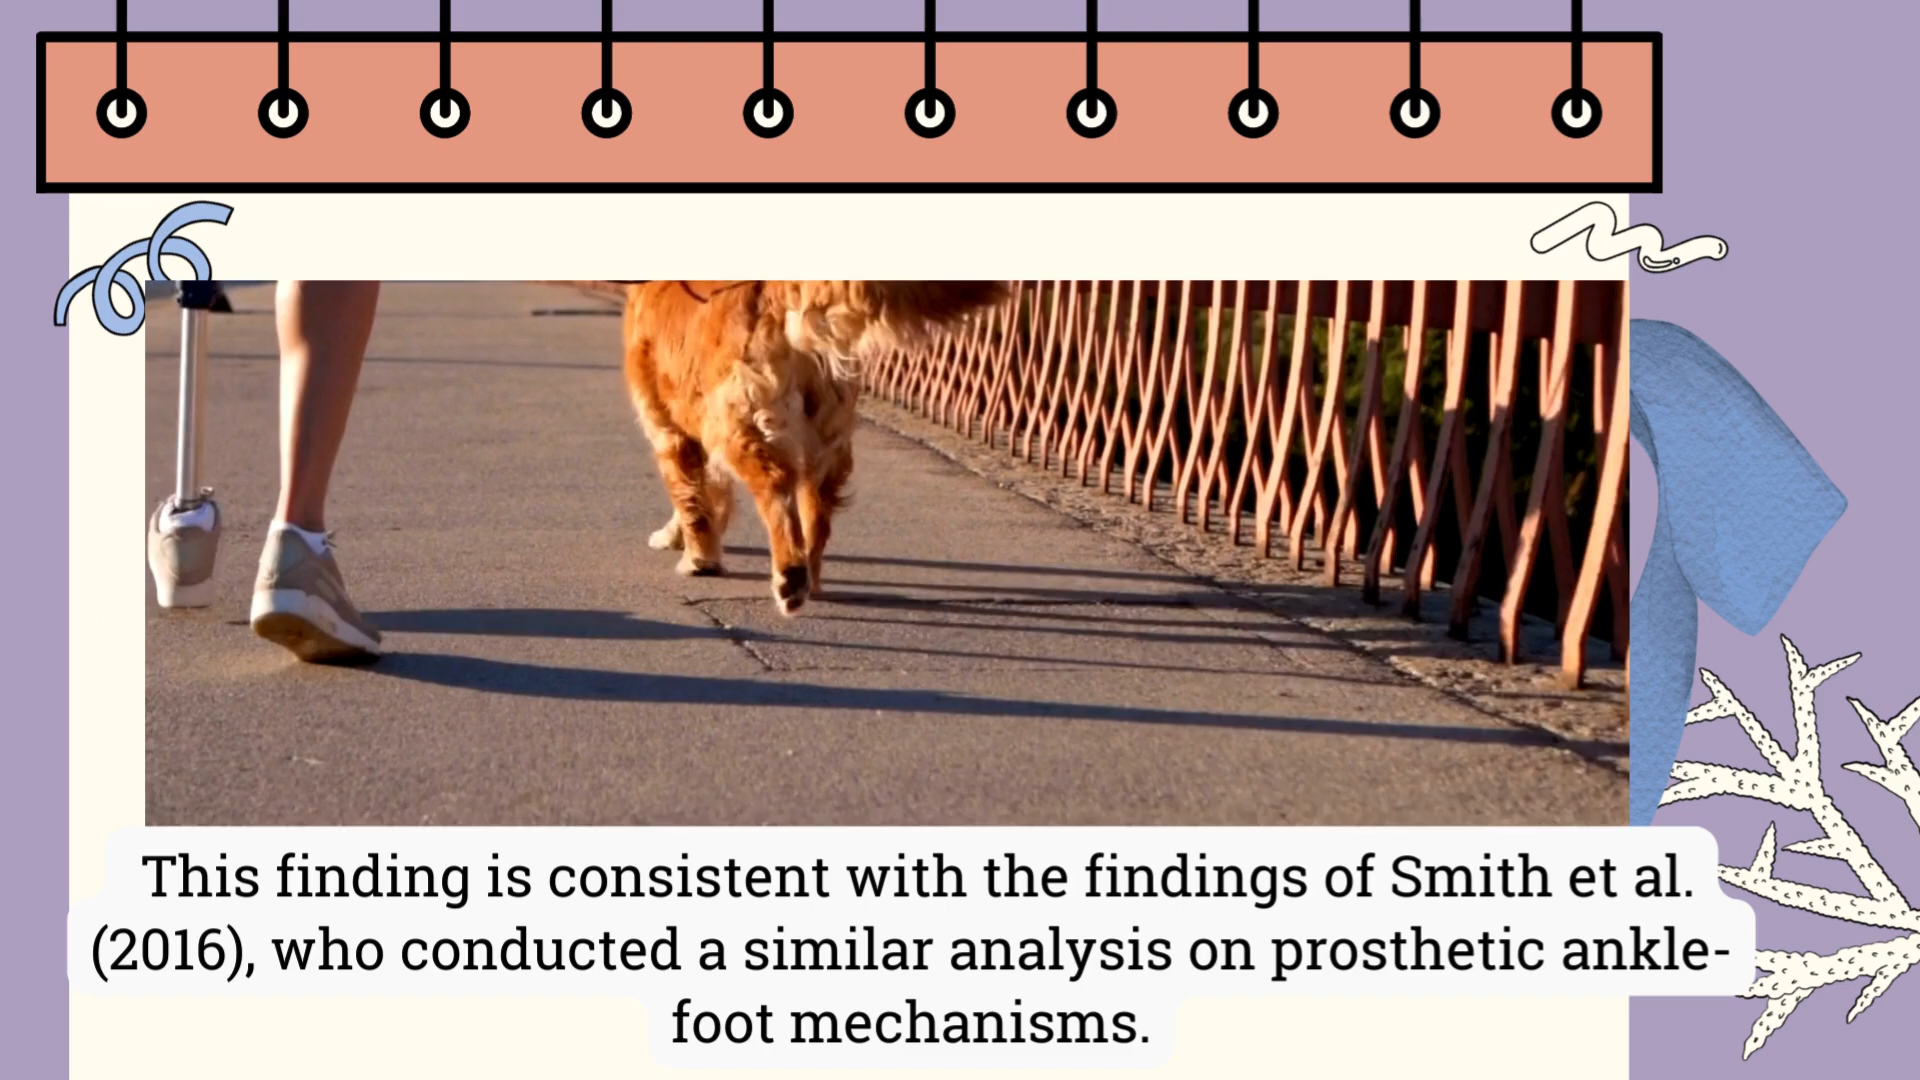 This finding is consistent with the findings of Smith et al.
(2016), who conducted a similar analysis on prosthetic ankle-
foot mechanisms.